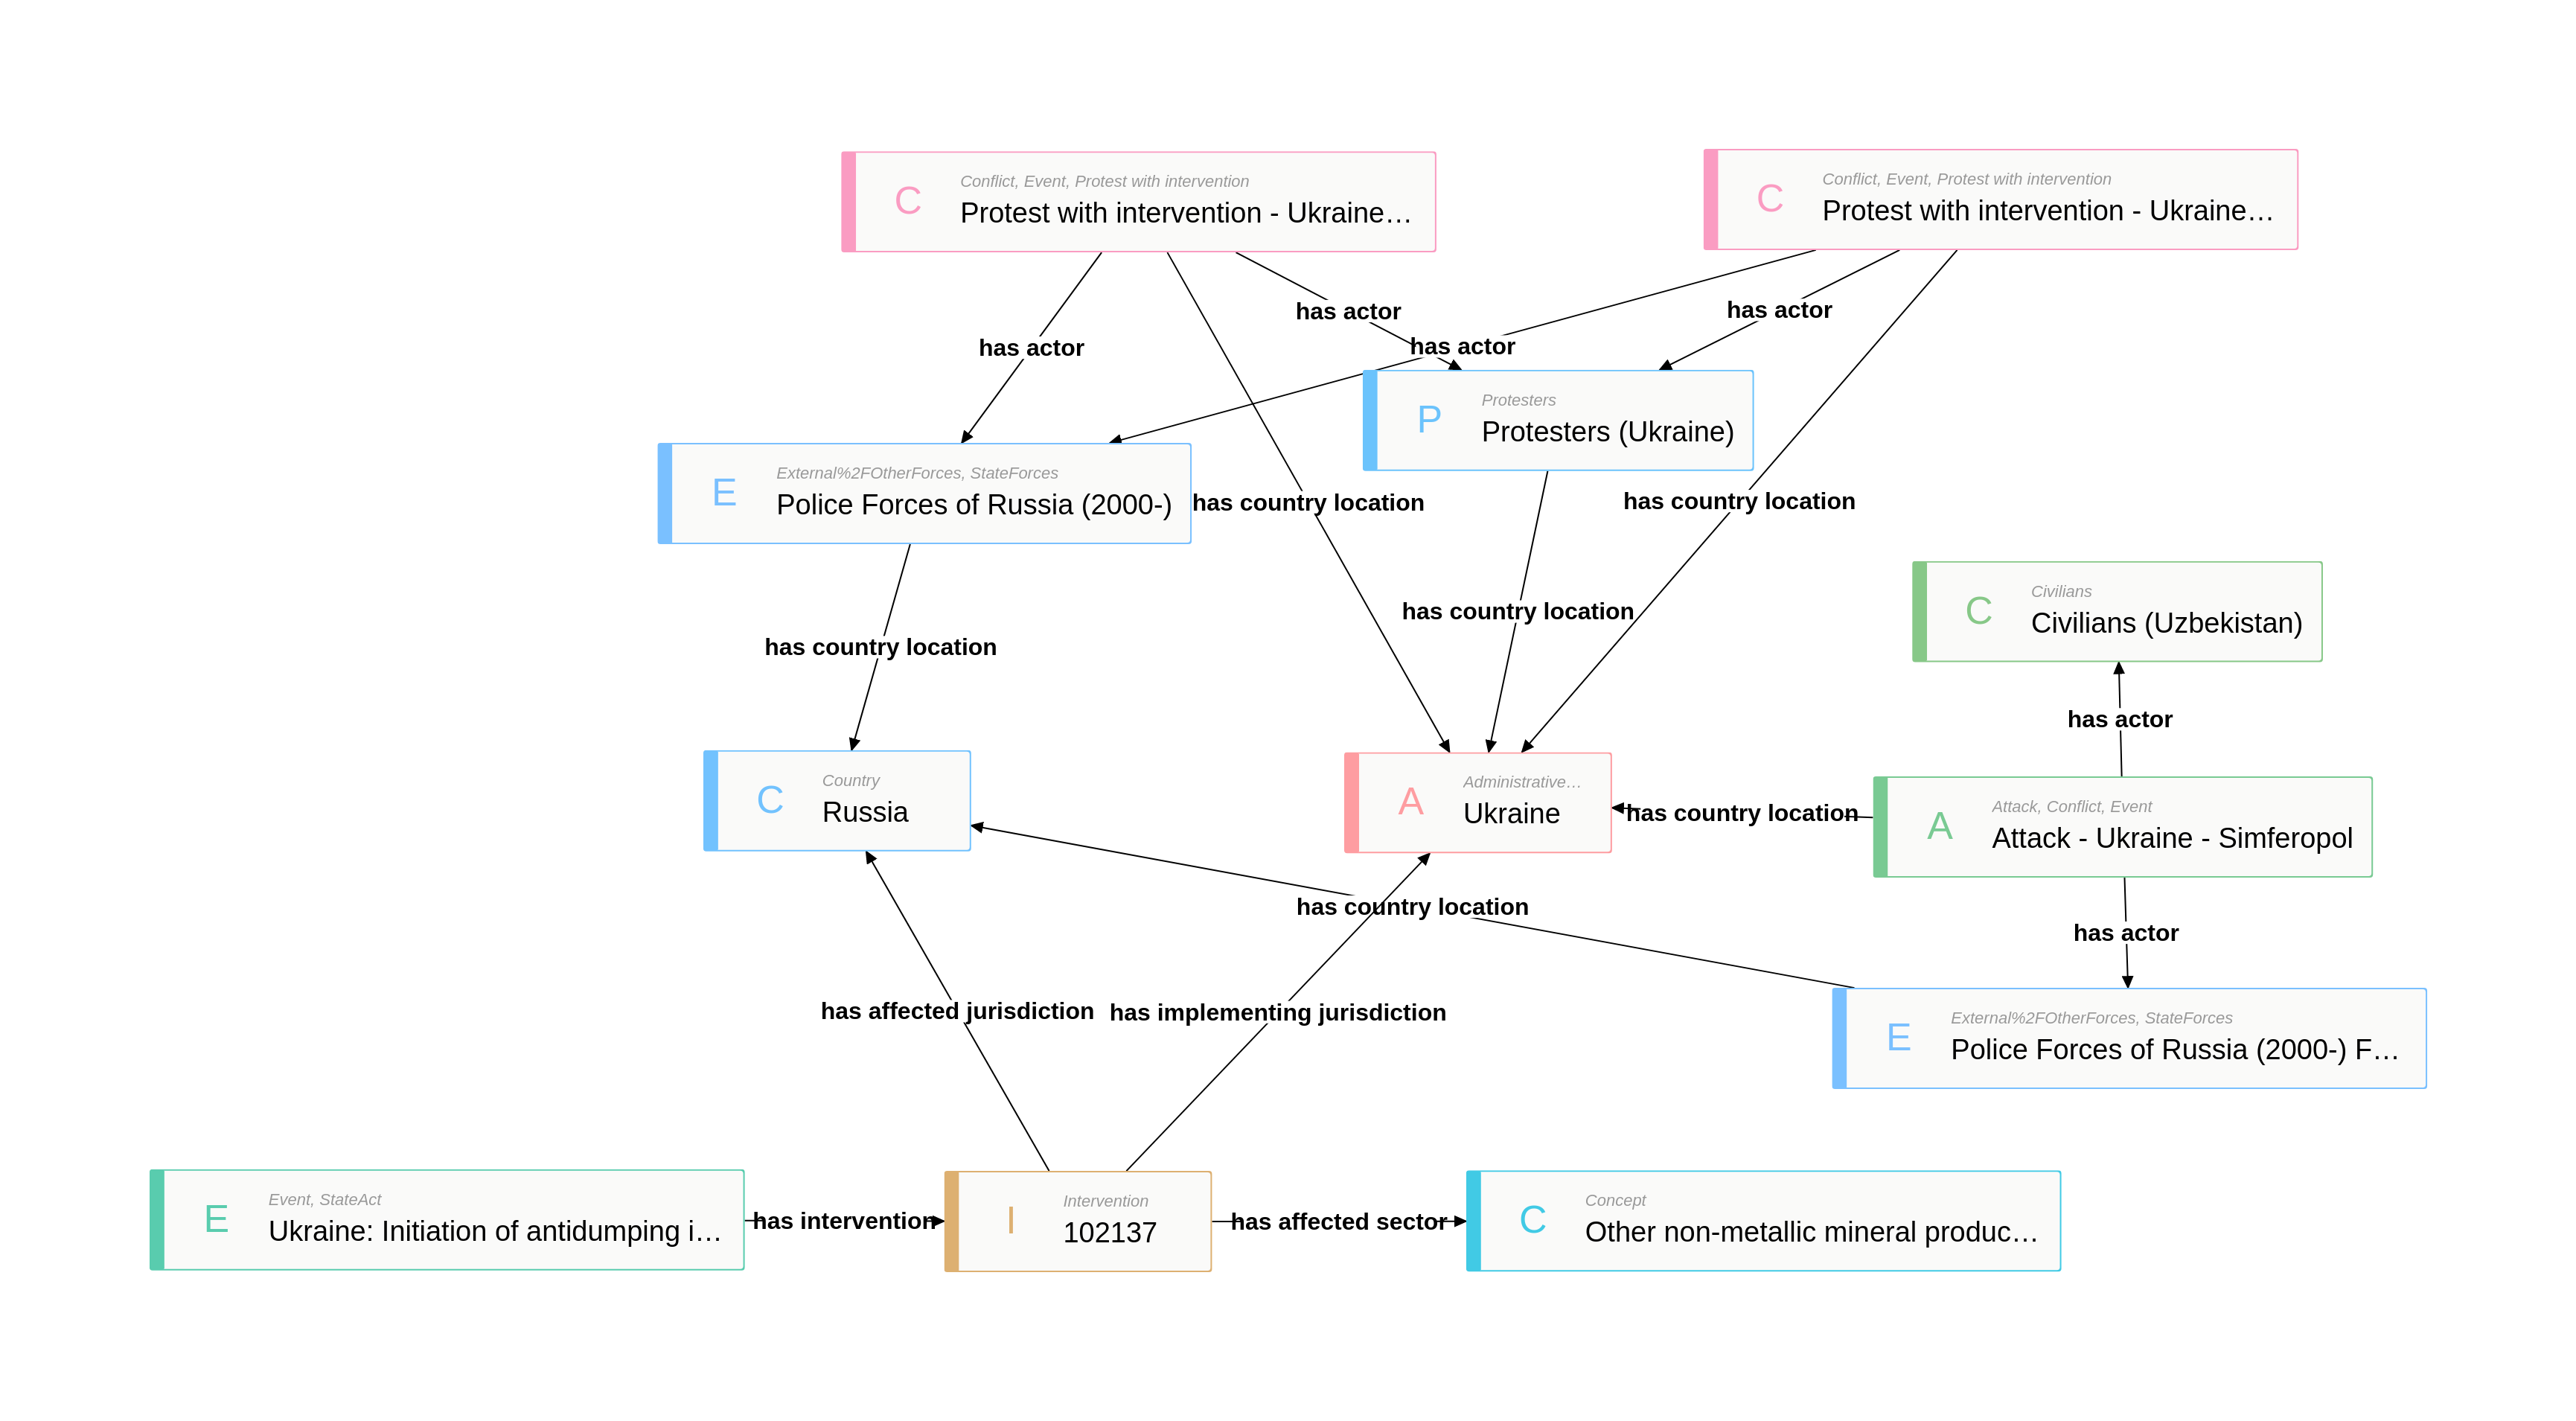 C
Conflict, Event, Protest with intervention
Protest with intervention - Ukraine…
C
Conflict, Event, Protest with intervention
Protest with intervention - Ukraine…
has actor
has actor
has actor
has actor
P
Protesters
Protesters (Ukraine)
E
External%2FOtherForces, StateForces
Police Forces of Russia (2000-)
has country location
has country location
has country location
has country location
C
Civilians
Civilians (Uzbekistan)
has actor
C
Country
Russia
A
Administrative…
Ukraine
has country location
A
Attack, Conflict, Event
Attack - Ukraine - Simferopol
has country location
has actor
has affected jurisdiction
has implementing jurisdiction
E
External%2FOtherForces, StateForces
Police Forces of Russia (2000-) F…
E
Event, StateAct
Ukraine: Initiation of antidumping i…
has intervention
I
Intervention
102137
has affected sector
C
Concept
Other non-metallic mineral produc…